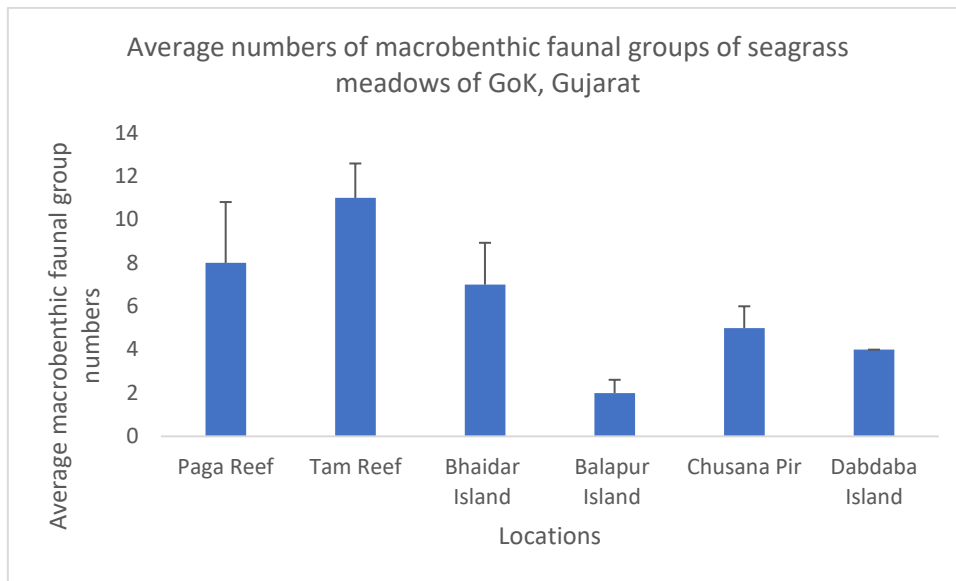 Average numbers of macrobenthic faunal groups of seagrass
meadows of GoK, Gujarat
Average macrobenthic faunal group
numbers
14
12
10
8
6
4
2
0
Paga Reef
Tam Reef
Bhaidar
Island
Balapur
Island
Chusana Pir
Dabdaba
Island
Locations